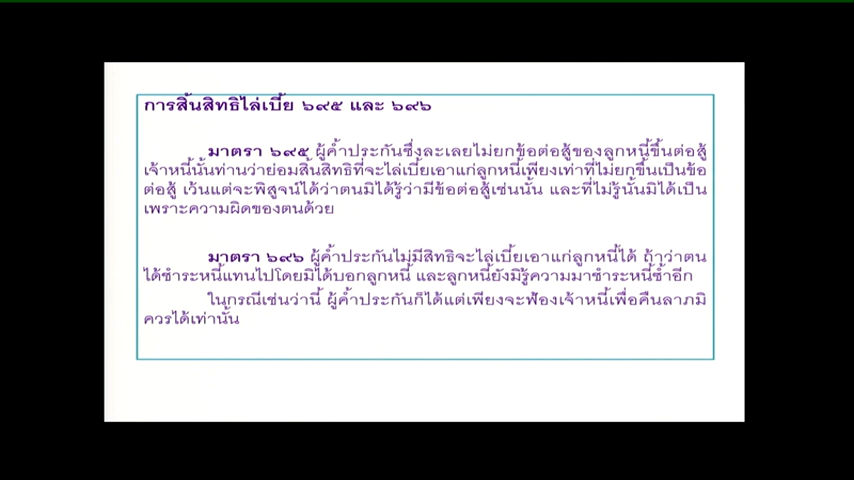 การสิ้นสิทธิไล่เบี้ย ๖๙๕ และ ๖๙๖
มาตรา ๖๙๕ ผู้ค้ำประกันซึ่งละเลยไม่ยกข้อต่อสู้ของลูกหนี้ขึ้นต่อสู้
เจ้าหนี้นั้นท่านว่าย่อมสิ้นสิทธิที่จะไล่เบี้ยเอาแก่ลูกหนี้เพียงเท่าที่ไม่ยกขึ้นเป็นข้อ
ต่อสู้ เว้นแต่จะพิสูจน์ได้ว่าตนมิได้รู้ว่ามีข้อต่อสู้เช่นนั้น และที่ไม่รู้นั้นมิได้เป็น
เพราะความผิดของตนด้วย
มาตรา ๖๙๖ ผู้ค้ำประกันไม่มีสิทธิจะไล่เบี้ยเอาแก่ลูกหนี้ได้ ถ้าว่าตน
ได้ชำระหนี้แทนไปโดยมิได้บอกลูกหนี้ และลูกหนี้ยังมิรู้ความมาชำระหนี้ซ้ำอีก
ในกรณีเช่นว่านี้ ผู้ค้ำประกันก็ได้แต่เพียงจะฟ้องเจ้าหนี้เพื่อคืนลาภมิ
ควรได้เท่านั้น